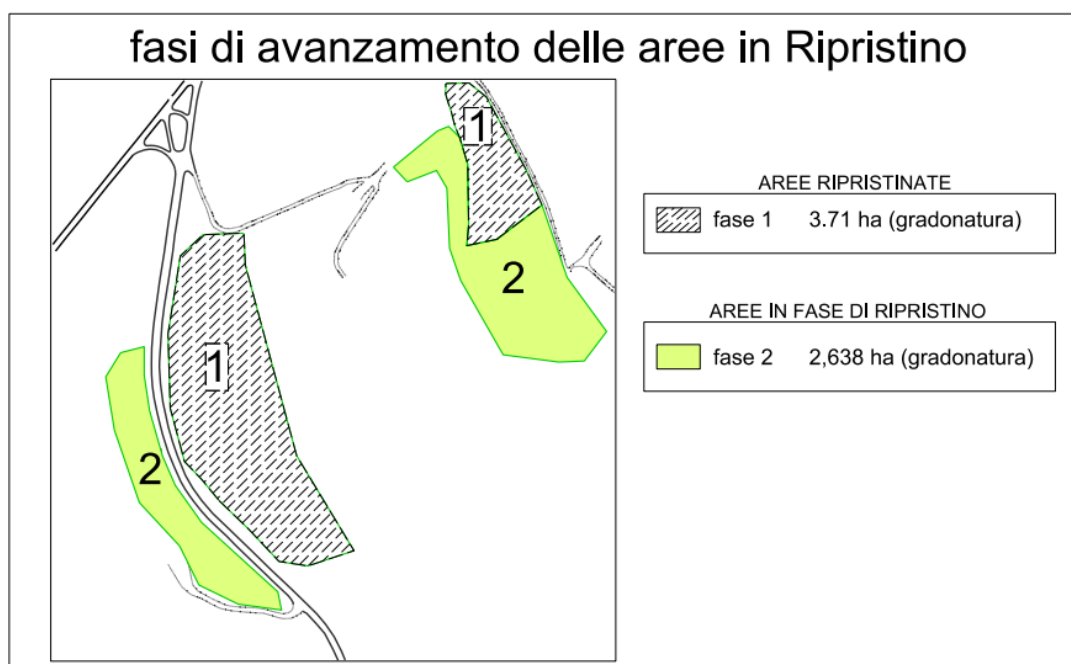 fasi di avanzamento delle aree in Ripristino
1
1
2
2
AREE RIPRISTINATE
fase 1 3.71 ha (gradonatura)
AREE IN FASE DI RIPRISTINO
fase 2 2,638 ha (gradonatura)